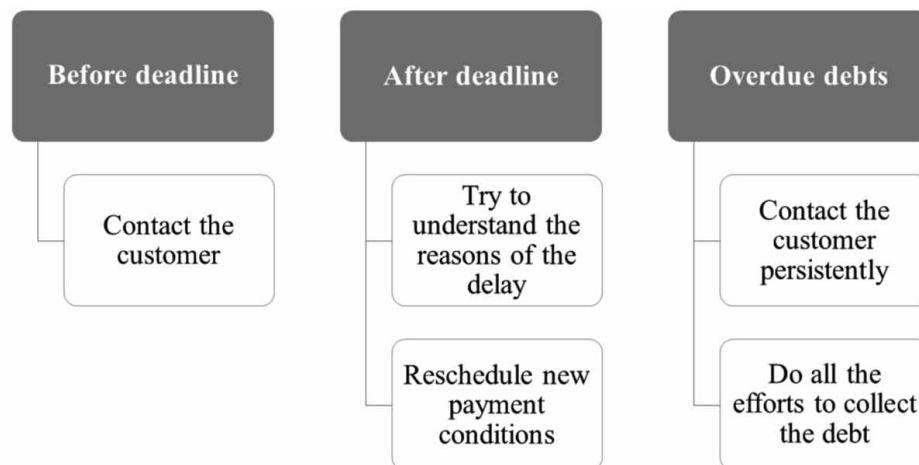 Before deadline
Contact the
customer
After deadline
Try to
understand the
reasons of the
delay
Reschedule new
payment
conditions
Overdue debts
Contact the
customer
persistently
Do all the
efforts to collect
the debt